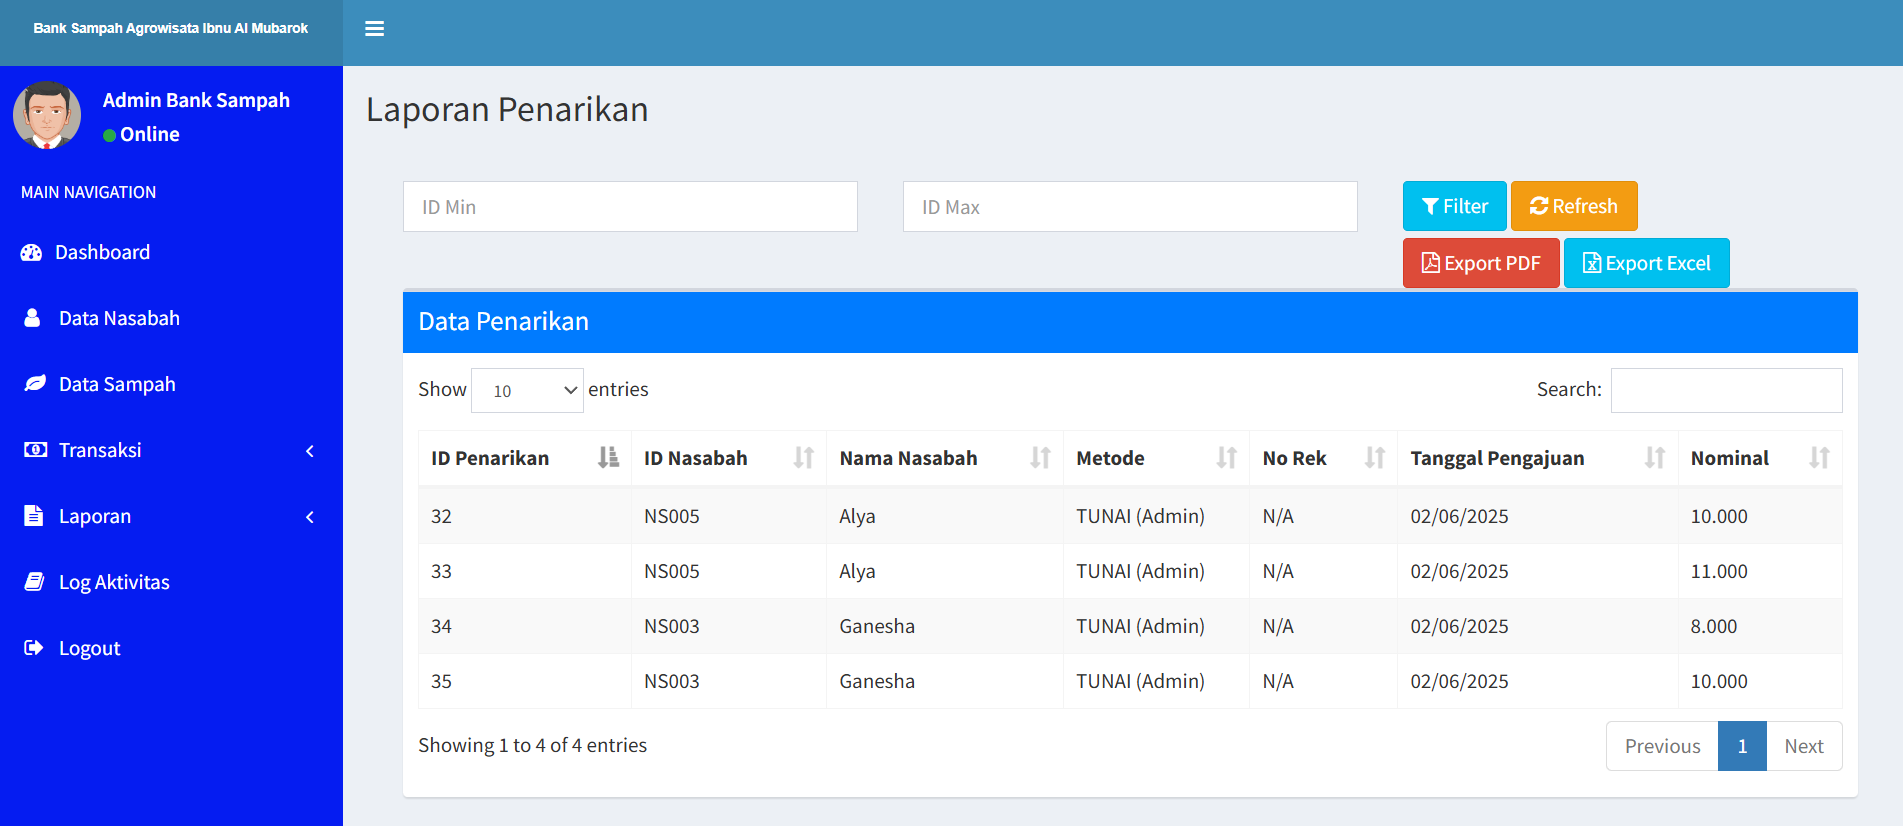 Bank Sampah Agrowisata Ibnu Al Mubarok
Admin Bank Sampah
Online
MAIN NAVIGATION
Dashboard
Data Nasabah
Data Sampah
Transaksi
Laporan
Log Aktivitas
Logout
Laporan Penarikan
ID Min ID Max Filter Refresh
Export PDF Export Excel
Data Penarikan
Show 10 entries Search:
ID Penarikan ID Nasabah Nama Nasabah Metode No Rek Tanggal Pengajuan Nominal
32 NS005 Alya TUNAI (Admin) N/A 02/06/2025 10.000
33 NS005 Alya TUNAI (Admin) N/A 02/06/2025 11.000
34 NS003 Ganesha TUNAI (Admin) N/A 02/06/2025 8.000
35 NS003 Ganesha TUNAI (Admin) N/A 02/06/2025 10.000
Showing 1 to 4 of 4 entries Previous 1 Next